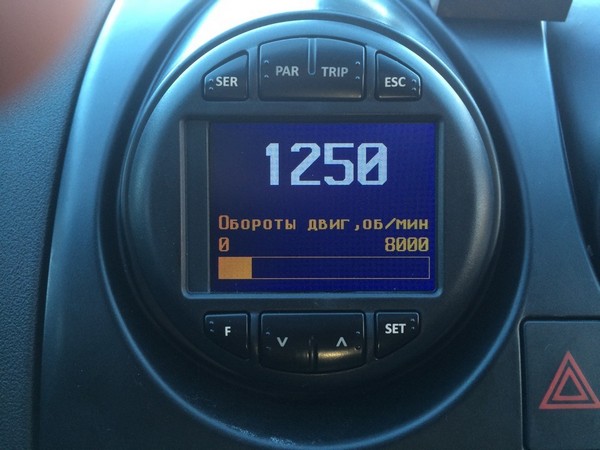 PAR TRIP
SER ESC
1250
Обороты двиг,об/мин
0 8000
F SET